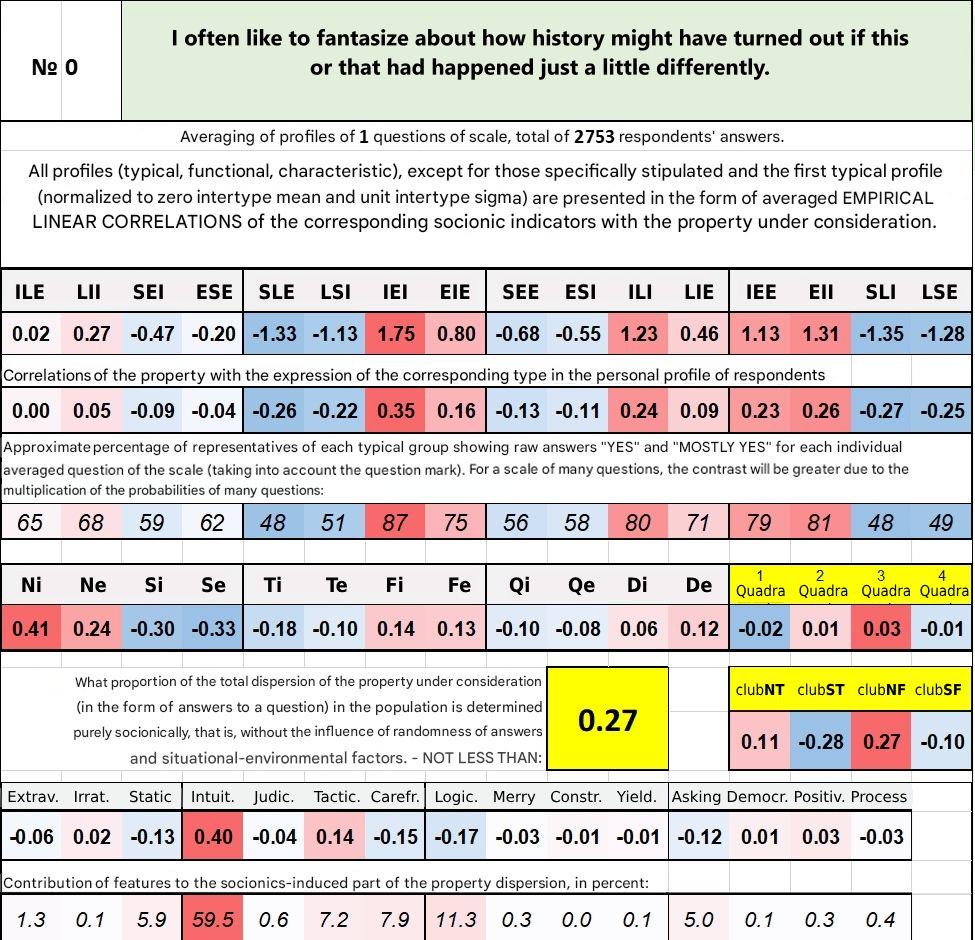 № 0
I often like to fantasize about how history might have turned out if this
or that had happened just a little differently.
Averaging of profiles of 1 questions of scale, total of 2753 respondents' answers.
All profiles (typical, functional, characteristic), except for those specifically stipulated and the first typical profile
(normalized to zero intertype mean and unit intertype sigma) are presented in the form of averaged EMPIRICAL
LINEAR CORRELATIONS of the corresponding socionic indicators with the property under consideration.
ILE LII SEI ESE SLE LSI IEI EIE SEE ESI ILI LIE IEE EII SLI LSE
0.02 0.27 -0.47 -0.20 -1.33 -1.13 1.75 0.80 -0.68 -0.55 1.23 0.46 1.13 1.31 -1.35 -1.28
Correlations of the property with the expression of the corresponding type in the personal profile of respondents
0.00 0.05 -0.09 -0.04 -0.26 -0.22 0.35 0.16 -0.13 -0.11 0.24 0.09 0.23 0.26 -0.27 -0.25
Approximate percentage of representatives of each typical group showing raw answers "YES" and "MOSTLY YES" for each individual
averaged question of the scale (taking into account the question mark). For a scale of many questions, the contrast will be greater due to the
multiplication of the probabilities of many questions:
65 68 59 62 48 51 87 75 56 58 80 71 79 81 48 49
Ni Ne Si Se Ti Te Fi Fe Qi Qe Di De 1 Quadra 2 Quadra 3 Quadra 4 Quadra
0.41 0.24 -0.30 -0.33 -0.18 -0.10 0.14 0.13 -0.10 -0.08 0.06 0.12 -0.02 0.01 0.03 -0.01
What proportion of the total dispersion of the property under consideration
(in the form of answers to a question) in the population is determined
purely socionically, that is, without the influence of randomness of answers
and situational-environmental factors. - NOT LESS THAN:
0.27
clubNT clubST clubNF clubSF
0.11 -0.28 0.27 -0.10
Extrav. Irrat. Static Intuit. Judic. Tactic. Carefr. Logic. Merry Constr. Yield. Asking Democr. Positiv. Process
-0.06 0.02 -0.13 0.40 -0.04 0.14 -0.15 -0.17 -0.03 -0.01 -0.01 -0.12 0.01 0.03 -0.03
Contribution of features to the socionics-induced part of the property dispersion, in percent:
1.3 0.1 5.9 59.5 0.6 7.2 7.9 11.3 0.3 0.0 0.1 5.0 0.1 0.3 0.4